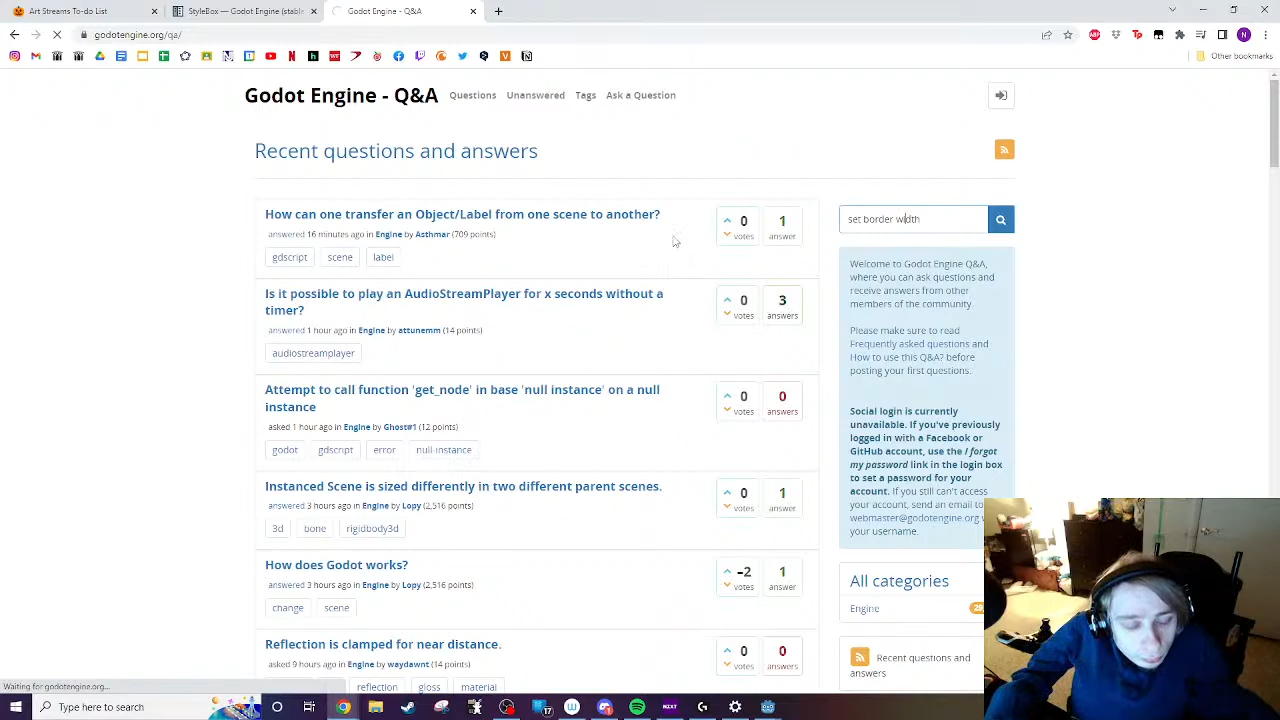 Art Streams To-do List
StyleBox — Godot Engine (stabl
Godot Engine - Q&A
godotengine.org/qa/
Other bookmarks
Godot Engine - Q&A
Questions
Unanswered
Tags
Ask a Question
Recent questions and answers
How can one transfer an Object/Label from one scene to another?
answered 16 minutes ago in Engine by Asthmar (709 points)
gdscript
scene
label
0
votes
1
answer
Is it possible to play an AudioStreamPlayer for x seconds without a
timer?
answered 1 hour ago in Engine by attunemm (14 points)
audiostreamplayer
0
votes
3
answers
Attempt to call function 'get_node' in base 'null instance' on a null
instance
asked 1 hour ago in Engine by Ghost#1 (12 points)
godot
gdscript
error
null-instance
0
votes
0
answers
Instanced Scene is sized differently in two different parent scenes.
answered 3 hours ago in Engine by Lopy (2,516 points)
3d
bone
rigidbody3d
0
votes
1
answer
How does Godot works?
answered 3 hours ago in Engine by Lopy (2,516 points)
change
scene
–2
votes
1
answer
Reflection is clamped for near distance.
asked 9 hours ago in Engine by waydawnt (14 points)
reflection
gloss
material
0
votes
0
answers
set border width
Welcome to Godot Engine Q&A,
where you can ask questions and
receive answers from other
members of the community.
Please make sure to read
Frequently asked questions and
How to use this Q&A? before
posting your first questions.
Social login is currently
unavailable. If you've previously
logged in with a Facebook or
GitHub account, use the I forgot
my password link in the login box
to set a password for your
account. If you still can't access
your account, send an email to
webmaster@godotengine.org
your username.
All categories
Engine
Recent questions and
answers
Waiting for godotengine.org...
Type here to search